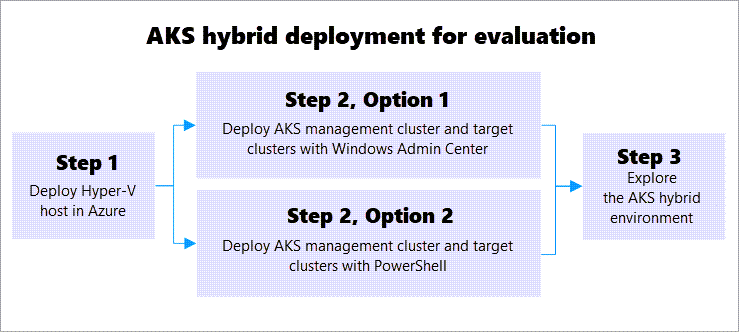 AKS hybrid deployment for evaluation
Step 1
Deploy Hyper-V
host in Azure
Step 2, Option 1
Deploy AKS management cluster and target
clusters with Windows Admin Center
Step 2, Option 2
Deploy AKS management cluster and target
clusters with PowerShell
Step 3
Explore
the AKS hybrid
environment